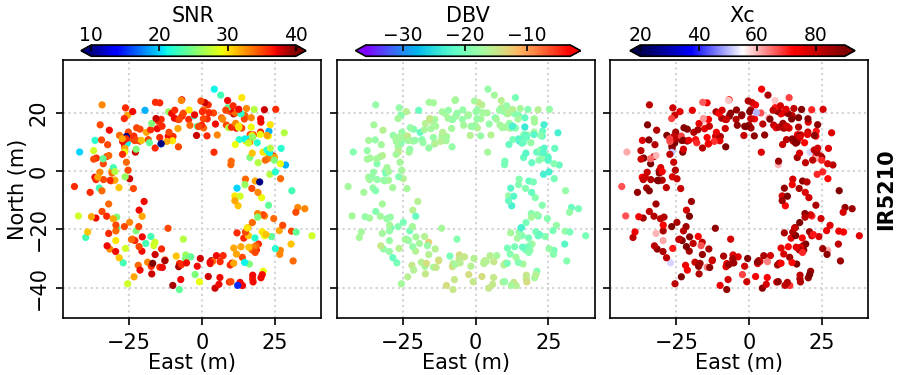 SNR DBV Xc
10 20 30 40 −30 −20 −10 20 40 60 80
North (m)
20
0
−20
−40
IR5210
−25 0 25 −25 0 25 −25 0 25
East (m) East (m) East (m)